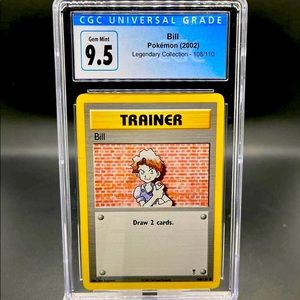 CGC UNIVERSAL GRADE
Gem Mint
9.5
Bill
Pokémon (2002)
Legendary Collection - 108/110
TRAINER
Bill
Draw 2 cards.